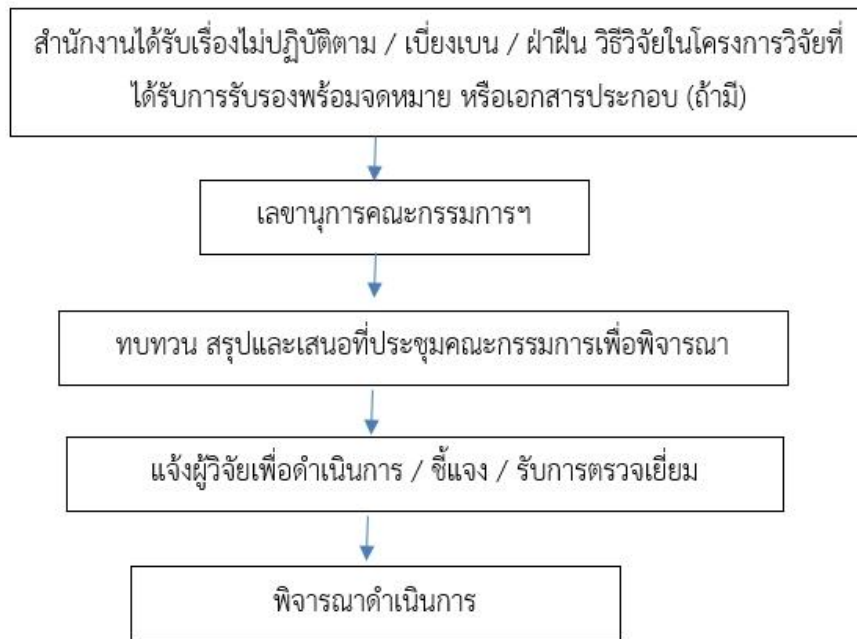 สำนักงานได้รับเรื่องไม่ปฏิบัติตาม / เบี่ยงเบน / ฝ่าฝืน วิธีวิจัยในโครงการวิจัยที่
ได้รับการรับรองพร้อมจดหมาย หรือเอกสารประกอบ (ถ้ามี)
เลขานุการคณะกรรมการฯ
ทบทวน สรุปและเสนอที่ประชุมคณะกรรมการเพื่อพิจารณา
แจ้งผู้วิจัยเพื่อดำเนินการ / ชี้แจง / รับการตรวจเยี่ยม
พิจารณาดำเนินการ